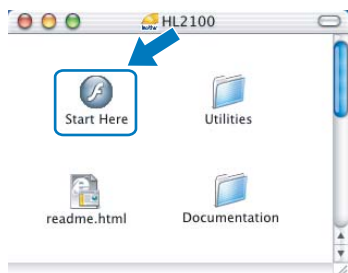 HL2100
Start Here
Utilities
readme.html
Documentation